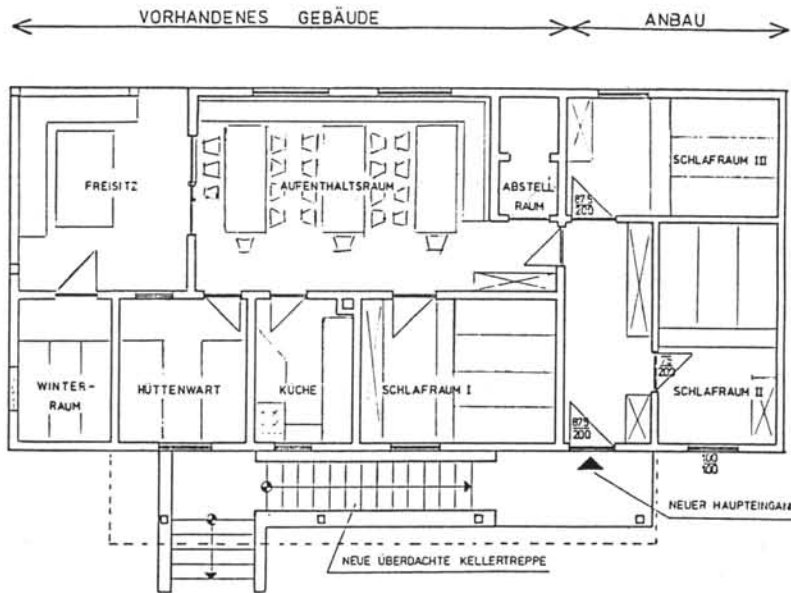 VORHANDENES GEBÄUDE
ANBAU
FREISITZ
AUFENTHALTSRAUM
ABSTELL-
RAUM
SCHLAFRAUM III
87.5
200
WINTER-
RAUM
HÜTTENWART
KÜCHE
SCHLAFRAUM I
75
200
SCHLAFRAUM II
87.5
200
100
100
NEUER HAUPTEINGAN
NEUE ÜBERDACHTE KELLERTREPPE